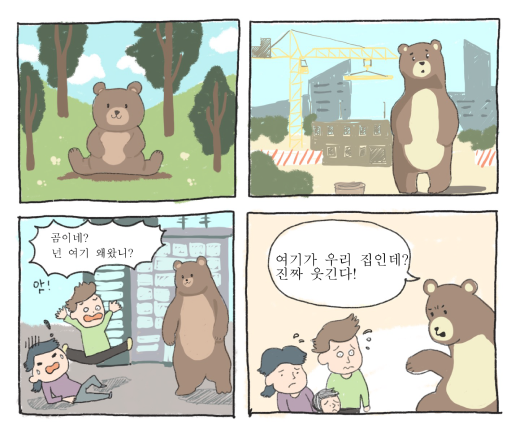 곰이네?
넌 여기 왜왔니?
앆!
여기가 우리 집인데?
진짜 웃긴다!